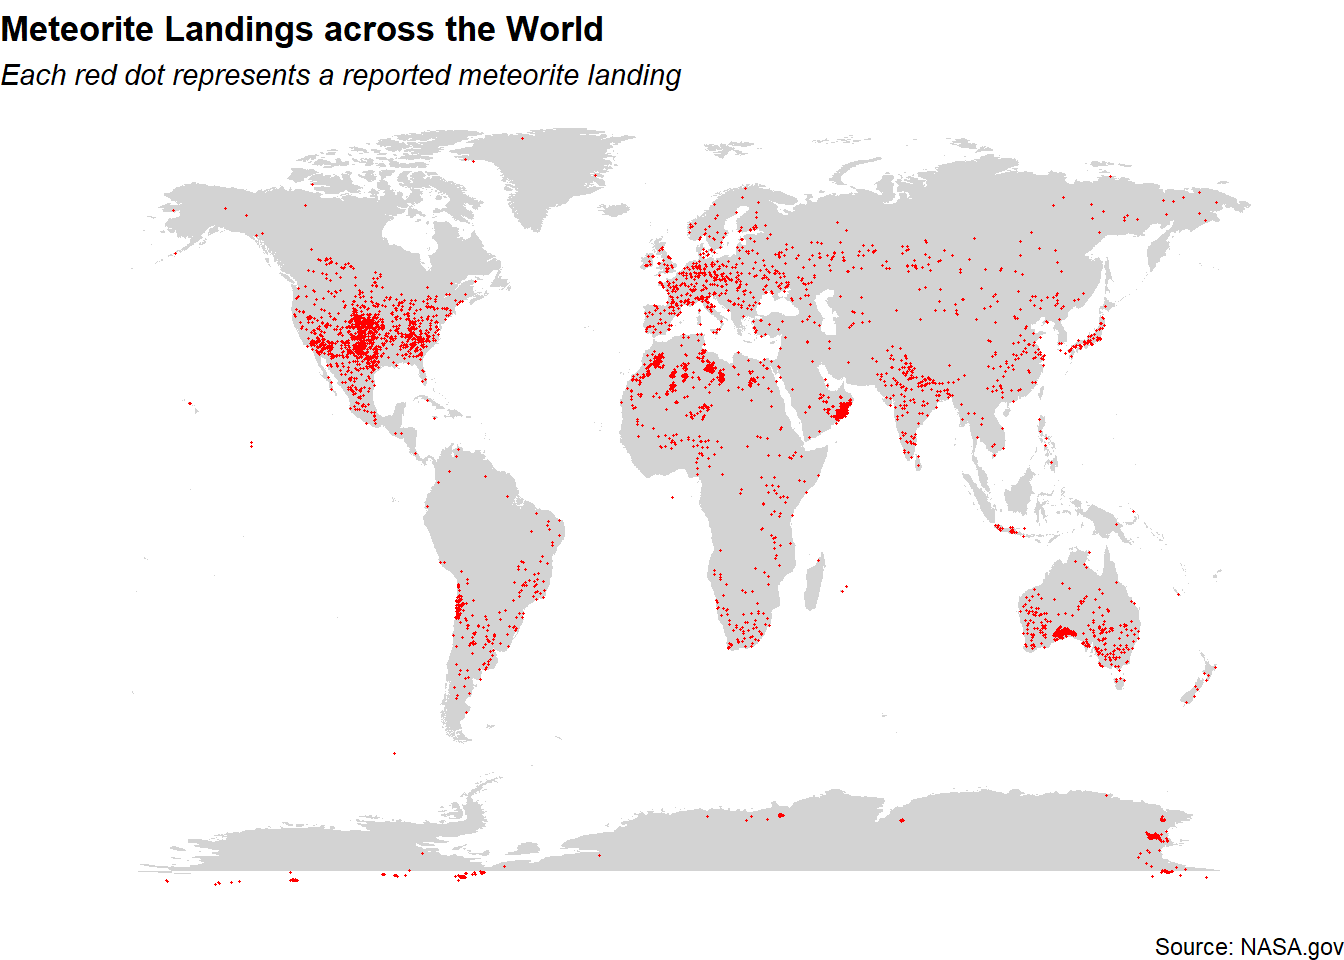 Meteorite Landings across the World
Each red dot represents a reported meteorite landing
Source: NASA.gov